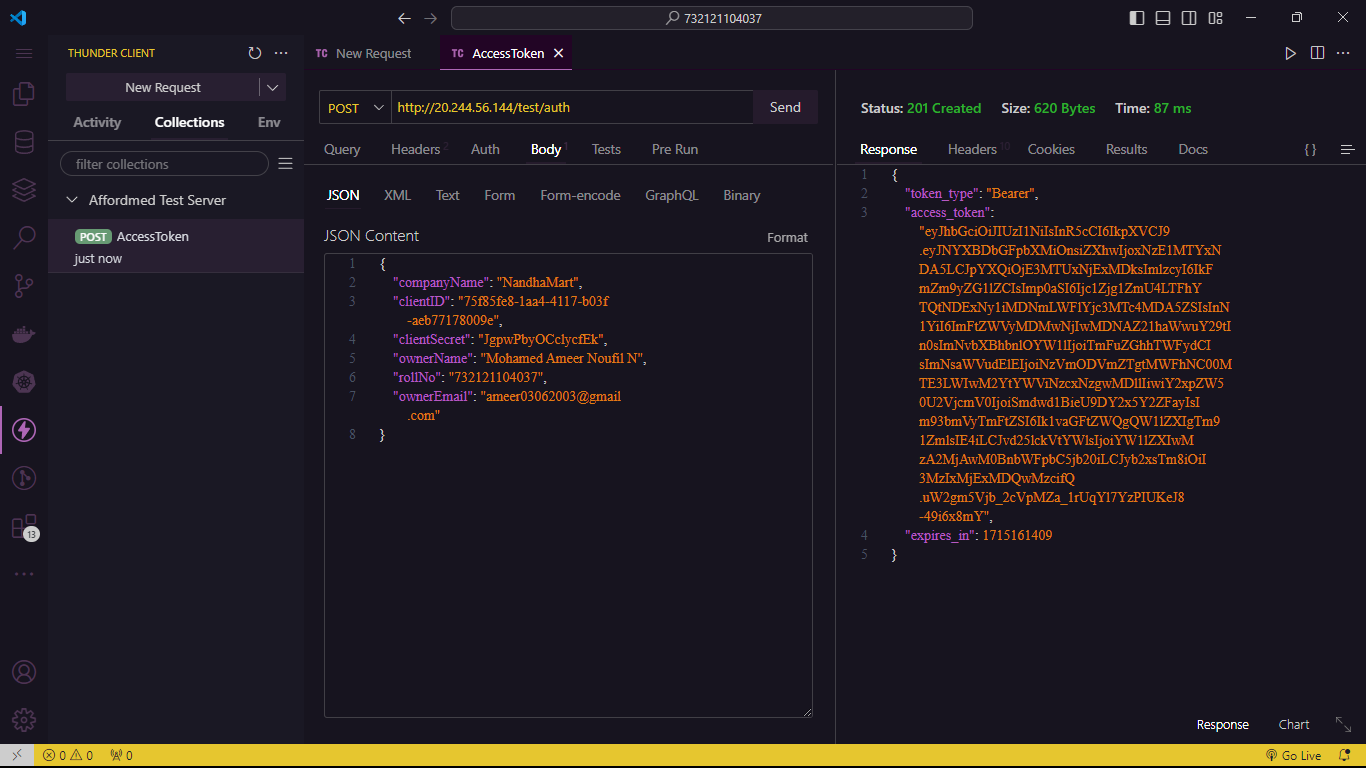 732121104037
THUNDER CLIENT
New Request
Activity Collections Env
filter collections
Affordmed Test Server
POST AccessToken
just now
13
TC New Request
TC AccessToken
POST http://20.244.56.144/test/auth Send
Query Headers 2 Auth Body 1 Tests Pre Run
JSON XML Text Form Form-encode GraphQL Binary
JSON Content Format
1 {
2 "companyName": "NandhaMart",
3 "clientID": "75f85fe8-1aa4-4117-b03f
-aeb77178009e",
4 "clientSecret": "JgpwPbyOCclycfEk",
5 "ownerName": "Mohamed Ameer Noufil N",
6 "rollNo": "732121104037",
7 "ownerEmail": "ameer03062003@gmail
.com"
8 }
Status: 201 Created Size: 620 Bytes Time: 87 ms
Response Headers 10 Cookies Results Docs { }
1 {
2 "token_type": "Bearer",
3 "access_token":
"eyJhbGciOiJIUzI1NiIsInR5cCI6IkpXVCJ9
.eyJNYXBDbGFpbXMiOnsiZXhwIjoxNzE1MTYxN
DA5LCJpYXQiOjE3MTUxNjExMDksImlzcyI6IkF
mZm9yZG1lZCIsImp0aSI6Ijc1Zjg1ZmU4LTFhY
TQtNDExNy1iMDNmLWFlYjc3MTc4MDA5ZSIsInN
1YiI6ImFtZWVyMDMwNjIwMDNAZ21haWwuY29tI
n0sImNvbXBhbnlOYW1lIjoiTmFuZGhhTWFydCI
sImNsaWVudElEIjoiNzVmODVmZTgtMWFhNC00M
TE3LWIwM2YtYWViNzcxNzgwMDllIiwiY2xpZW5
0U2VjcmV0IjoiSmdwd1BieU9DY2x5Y2ZFayIsI
m93bmVyTmFtZSI6Ik1vaGFtZWQgQW1lZXIgTm9
1ZmlsIE4iLCJvd25lckVtYWlsIjoiYW1lZXIwM
zA2MjAwM0BnbWFpbC5jb20iLCJyb2xsTm8iOiI
3MzIxMjExMDQwMzcifQ
.uW2gm5Vjb_2cVpMZa_1rUqYl7YzPIUKeJ8
-49i6x8mY",
4 "expires_in": 1715161409
5 }
Response Chart
0 0 0 Go Live